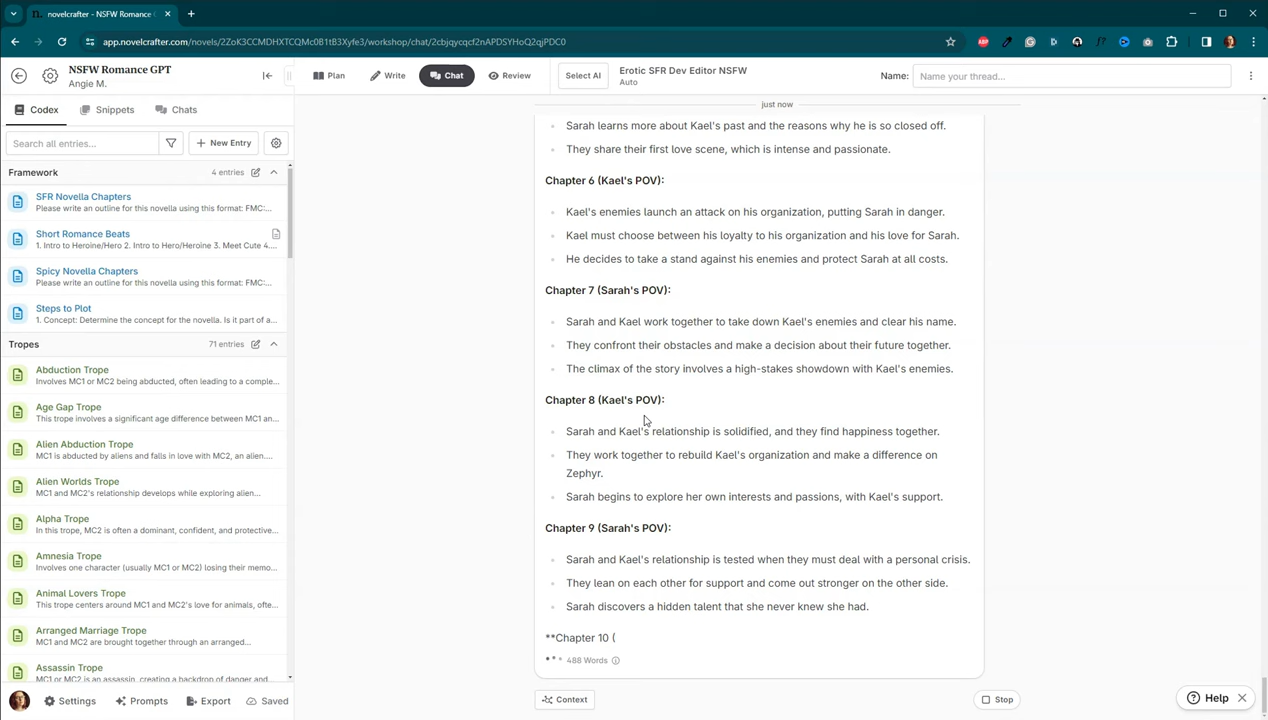 novelcrafter - NSFW Romance G
app.novelcrafter.com/novels/2ZoK3CCMDHXTCQMc0B1tB3Xyfe3/workshop/chat/2cbjqycqcf2nAPDSYHoQ2qjPDC0
NSFW Romance GPT
Angie M.
Plan
Write
Chat
Review
Select AI
Erotic SFR Dev Editor NSFW
Auto
Name:
Name your thread...
Codex
Snippets
Chats
Search all entries...
+ New Entry
Framework
4 entries
SFR Novella Chapters
Please write an outline for this novella using this format: FMC:...
Short Romance Beats
1. Intro to Heroine/Hero 2. Intro to Hero/Heroine 3. Meet Cute 4....
Spicy Novella Chapters
Please write an outline for this novella using this format: FMC:...
Steps to Plot
1. Concept: Determine the concept for the novella. Is it part of a...
Tropes
71 entries
Abduction Trope
Involves MC1 or MC2 being abducted, often leading to a comple...
Age Gap Trope
This trope involves a significant age difference between MC1 an...
Alien Abduction Trope
MC1 is abducted by aliens and falls in love with MC2, an alien....
Alien Worlds Trope
MC1 and MC2's relationship develops while exploring alien...
Alpha Trope
In this trope, MC2 is often a dominant, confident, and protective...
Amnesia Trope
Involves one character (usually MC1 or MC2) losing their memo...
Animal Lovers Trope
This trope centers around MC1 and MC2's love for animals, ofte...
Arranged Marriage Trope
MC1 and MC2 are brought together through an arranged...
Assassin Trope
MC1 or MC2 is an assassin, creating a backdrop of danger and
Settings
Prompts
Export
Saved
just now
Sarah learns more about Kael's past and the reasons why he is so closed off.
They share their first love scene, which is intense and passionate.
Chapter 6 (Kael's POV):
Kael's enemies launch an attack on his organization, putting Sarah in danger.
Kael must choose between his loyalty to his organization and his love for Sarah.
He decides to take a stand against his enemies and protect Sarah at all costs.
Chapter 7 (Sarah's POV):
Sarah and Kael work together to take down Kael's enemies and clear his name.
They confront their obstacles and make a decision about their future together.
The climax of the story involves a high-stakes showdown with Kael's enemies.
Chapter 8 (Kael's POV):
Sarah and Kael's relationship is solidified, and they find happiness together.
They work together to rebuild Kael's organization and make a difference on
Zephyr.
Sarah begins to explore her own interests and passions, with Kael's support.
Chapter 9 (Sarah's POV):
Sarah and Kael's relationship is tested when they must deal with a personal crisis.
They lean on each other for support and come out stronger on the other side.
Sarah discovers a hidden talent that she never knew she had.
**Chapter 10 (
488 Words
Context
Stop
Help